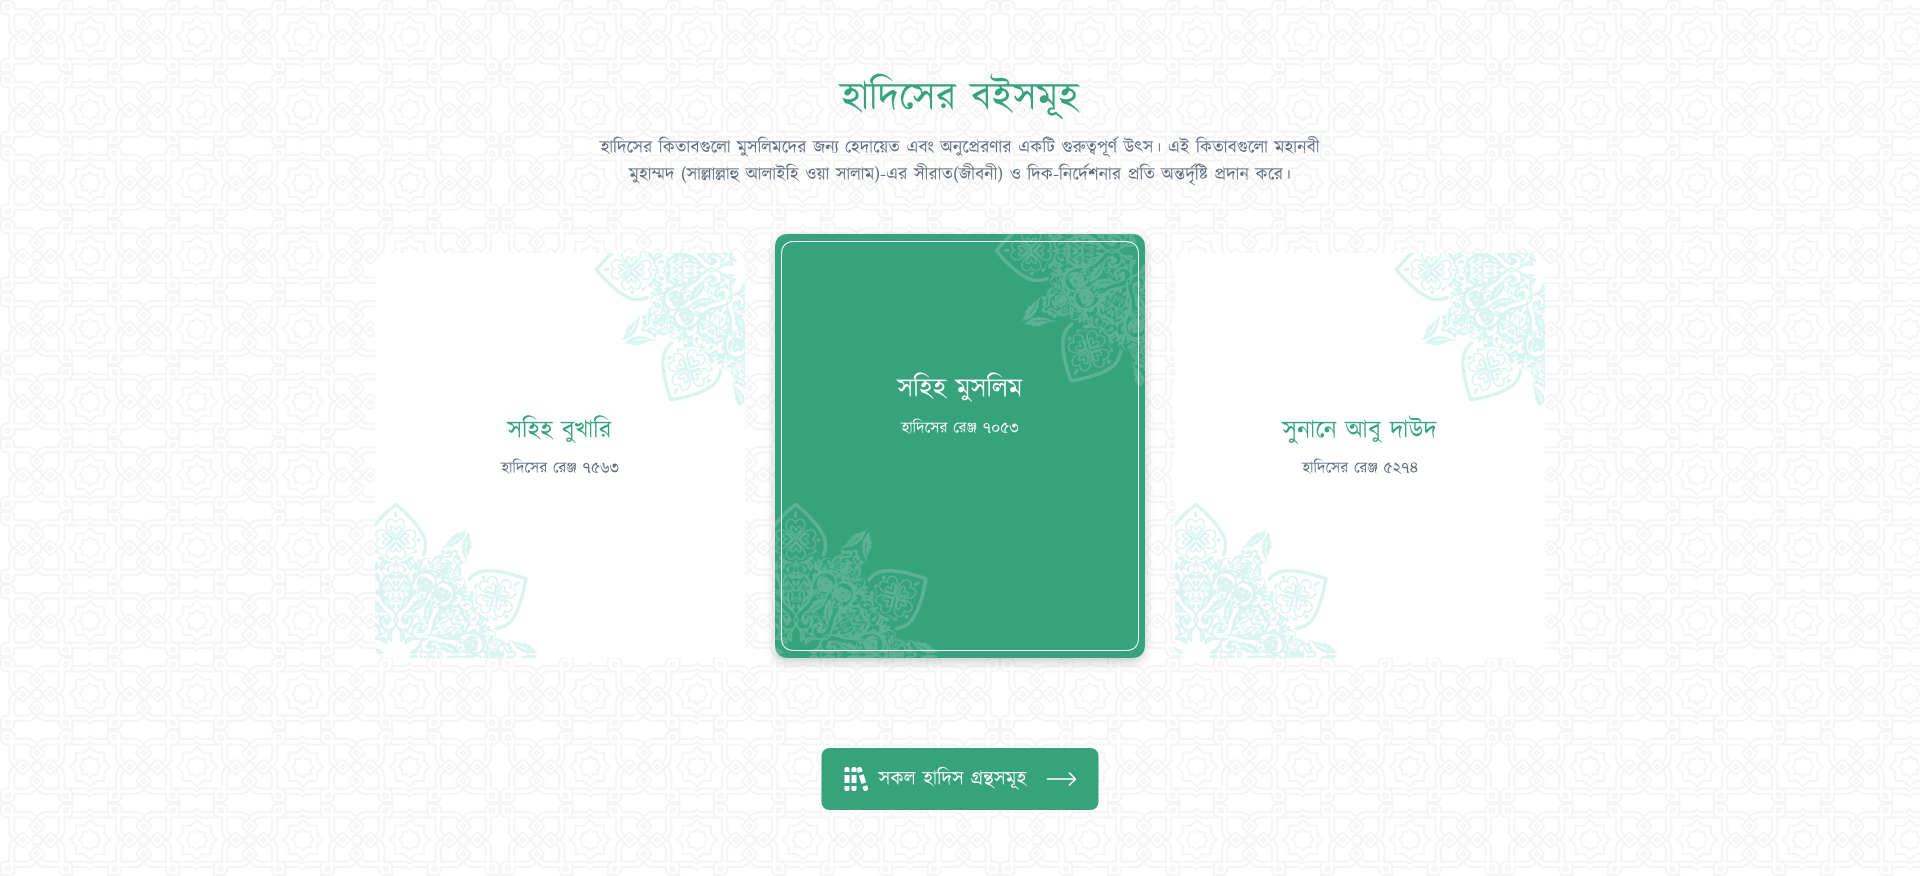 হাদিসের বইসমূহ
হাদিসের কিতাবগুলো মুসলিমদের জন্য হেদায়েত এবং অনুপ্রেরণার একটি গুরুত্বপূর্ণ উৎস। এই কিতাবগুলো মহানবী
মুহাম্মদ (সাল্লাল্লাহু আলাইহি ওয়া সালাম)-এর সীরাত(জীবনী) ও দিক-নির্দেশনার প্রতি অন্তর্দৃষ্টি প্রদান করে।
সহিহ বুখারি
হাদিসের রেঞ্জ ৭৫৬৩
সহিহ মুসলিম
হাদিসের রেঞ্জ ৭০৫৩
সুনানে আবু দাউদ
হাদিসের রেঞ্জ ৫২৭৪
সকল হাদিস গ্রন্থসমূহ